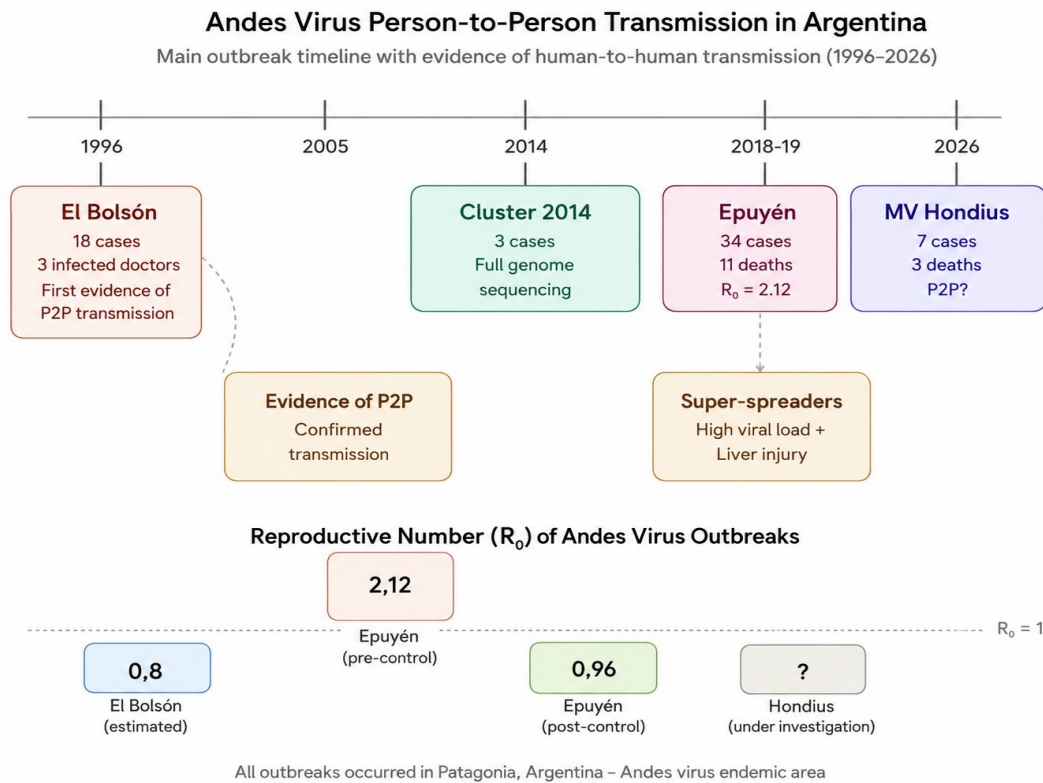 Andes Virus Person-to-Person Transmission in Argentina
Main outbreak timeline with evidence of human-to-human transmission (1996–2026)
1996
2005
2014
2018-19
2026
El Bolsón
18 cases
3 infected doctors
First evidence of
P2P transmission
Cluster 2014
3 cases
Full genome
sequencing
Epuyén
34 cases
11 deaths
R₀ = 2.12
MV Hondius
7 cases
3 deaths
P2P?
Evidence of P2P
Confirmed
transmission
Super-spreaders
High viral load +
Liver injury
Reproductive Number (R₀) of Andes Virus Outbreaks
2,12
Epuyén
(pre-control)
R₀ = 1
0,8
El Bolsón
(estimated)
0,96
Epuyén
(post-control)
?
Hondius
(under investigation)
All outbreaks occurred in Patagonia, Argentina – Andes virus endemic area